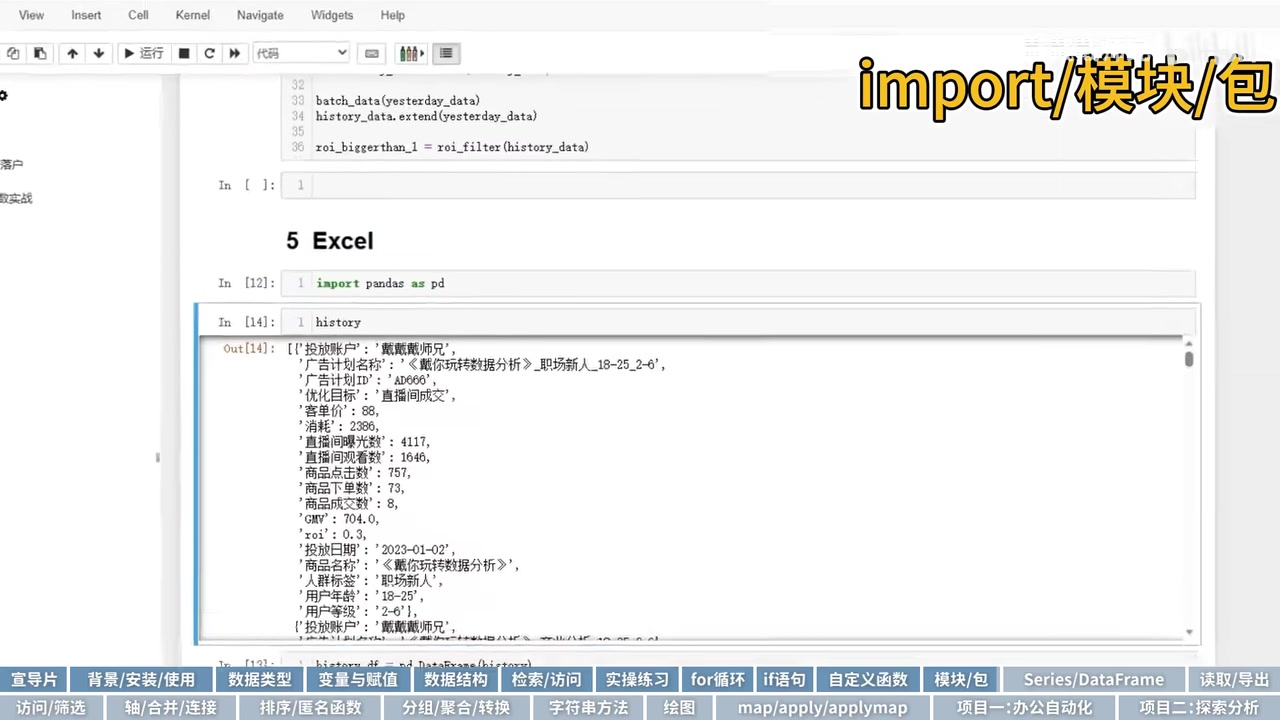 View Insert Cell Kernel Navigate Widgets Help
运行 代码
import/模块/包
32
33 batch_data(yesterday_data)
34 history_data.extend(yesterday_data)
35
36 roi_biggerthan_1 = roi_filter(history_data)
落户
In [ ]: 1
数实战
5 Excel
In [12]: 1 import pandas as pd
In [14]: 1 history
Out[14]: [{'投放账户': '戴戴戴师兄',
'广告计划名称': '《戴你玩转数据分析》_职场新人_18-25_2-6',
'广告计划ID': 'AD666',
'优化目标': '直播间成交',
'客单价': 88,
'消耗': 2386,
'直播间曝光数': 4117,
'直播间观看数': 1646,
'商品点击数': 757,
'商品下单数': 73,
'商品成交数': 8,
'GMV': 704.0,
'roi': 0.3,
'投放日期': '2023-01-02',
'商品名称': '《戴你玩转数据分析》',
'人群标签': '职场新人',
'用户年龄': '18-25',
'用户等级': '2-6'},
{'投放账户': '戴戴戴师兄',
In [13]: 1 history_df = pd.DataFrame(history)
宣导片 背景/安装/使用 数据类型 变量与赋值 数据结构 检索/访问 实操练习 for循环 if语句 自定义函数 模块/包 Series/DataFrame 读取/导出
访问/筛选 轴/合并/连接 排序/匿名函数 分组/聚合/转换 字符串方法 绘图 map/apply/applymap 项目一:办公自动化 项目二:探索分析